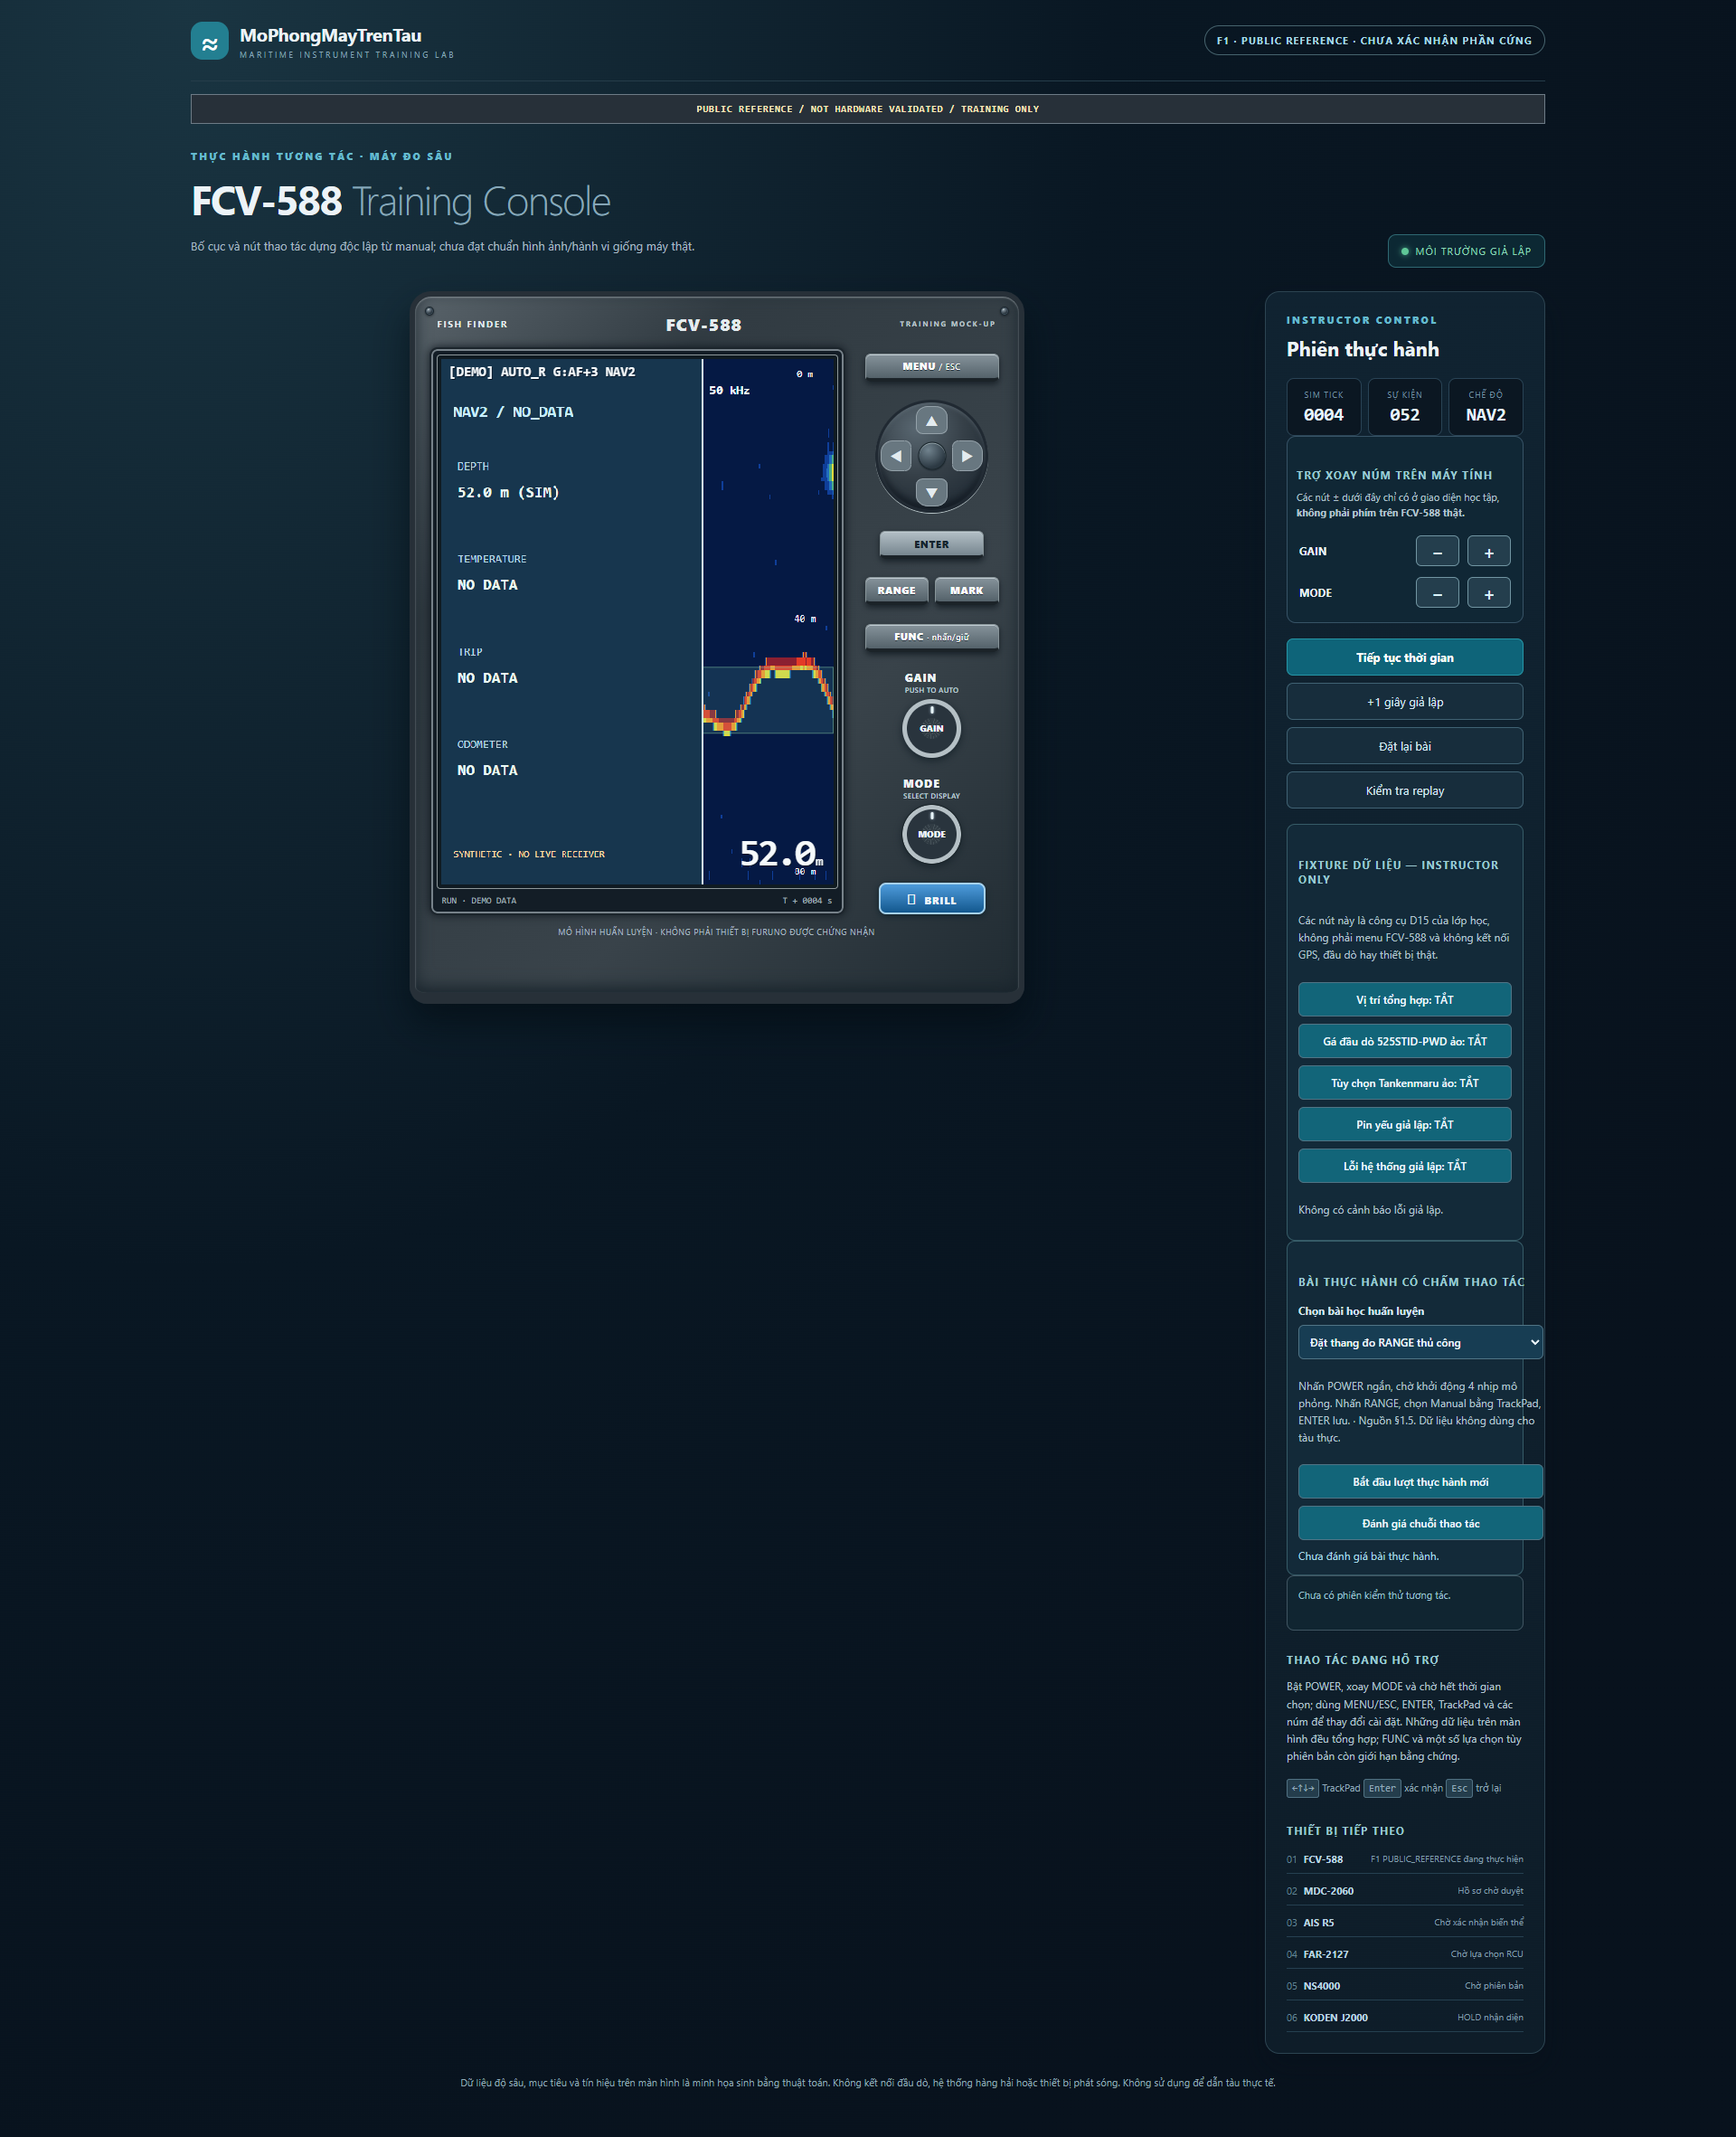 ≈
MoPhongMayTrenTau
MARITIME INSTRUMENT TRAINING LAB
F1 · PUBLIC REFERENCE · CHƯA XÁC NHẬN PHẦN CỨNG
PUBLIC REFERENCE / NOT HARDWARE VALIDATED / TRAINING ONLY
THỰC HÀNH TƯƠNG TÁC · MÁY ĐO SÂU
FCV-588 Training Console
Bố cục và nút thao tác dựng độc lập từ manual; chưa đạt chuẩn hình ảnh/hành vi giống máy thật.
MÔI TRƯỜNG GIẢ LẬP
FISH FINDER
FCV-588
TRAINING MOCK-UP
[DEMO] AUTO_R G:AF+3 NAV2
NAV2 / NO_DATA
DEPTH
52.0 m (SIM)
TEMPERATURE
NO DATA
TRIP
NO DATA
ODOMETER
NO DATA
SYNTHETIC · NO LIVE RECEIVER
0 m
50 kHz
40 m
52.0m
80 m
RUN · DEMO DATA
T + 0004 s
MENU / ESC
▲
◀
▶
▼
ENTER
RANGE
MARK
FUNC · nhấn/giữ
GAIN
PUSH TO AUTO
GAIN
MODE
SELECT DISPLAY
MODE
BRILL
MÔ HÌNH HUẤN LUYỆN · KHÔNG PHẢI THIẾT BỊ FURUNO ĐƯỢC CHỨNG NHẬN
INSTRUCTOR CONTROL
Phiên thực hành
SIM TICK
0004
SỰ KIỆN
052
CHẾ ĐỘ
NAV2
TRỢ XOAY NÚM TRÊN MÁY TÍNH
Các nút ± dưới đây chỉ có ở giao diện học tập,
không phải phím trên FCV-588 thật.
GAIN
−
+
MODE
−
+
Tiếp tục thời gian
+1 giây giả lập
Đặt lại bài
Kiểm tra replay
FIXTURE DỮ LIỆU — INSTRUCTOR
ONLY
Các nút này là công cụ D15 của lớp học,
không phải menu FCV-588 và không kết nối
GPS, đầu dò hay thiết bị thật.
Vị trí tổng hợp: TẮT
Gá đầu dò 525STID-PWD ảo: TẮT
Tùy chọn Tankenmaru ảo: TẮT
Pin yếu giả lập: TẮT
Lỗi hệ thống giả lập: TẮT
Không có cảnh báo lỗi giả lập.
BÀI THỰC HÀNH CÓ CHẤM THAO TÁC
Chọn bài học huấn luyện
Đặt thang đo RANGE thủ công
Nhấn POWER ngắn, chờ khởi động 4 nhịp mô
phỏng. Nhấn RANGE, chọn Manual bằng TrackPad,
ENTER lưu. · Nguồn §1.5. Dữ liệu không dùng cho
tàu thực.
Bắt đầu lượt thực hành mới
Đánh giá chuỗi thao tác
Chưa đánh giá bài thực hành.
Chưa có phiên kiểm thử tương tác.
THAO TÁC ĐANG HỖ TRỢ
Bật POWER, xoay MODE và chờ hết thời gian
chọn; dùng MENU/ESC, ENTER, TrackPad và các
núm để thay đổi cài đặt. Những dữ liệu trên màn
hình đều tổng hợp; FUNC và một số lựa chọn tùy
phiên bản còn giới hạn bằng chứng.
←↑↓→ TrackPad Enter xác nhận Esc trở lại
THIẾT BỊ TIẾP THEO
01 FCV-588 F1 PUBLIC_REFERENCE đang thực hiện
02 MDC-2060 Hồ sơ chờ duyệt
03 AIS R5 Chờ xác nhận biến thể
04 FAR-2127 Chờ lựa chọn RCU
05 NS4000 Chờ phiên bản
06 KODEN J2000 HOLD nhận diện
Dữ liệu độ sâu, mục tiêu và tín hiệu trên màn hình là minh họa sinh bằng thuật toán. Không kết nối đầu dò, hệ thống hàng hải hoặc thiết bị phát sóng. Không sử dụng để dẫn tàu thực tế.